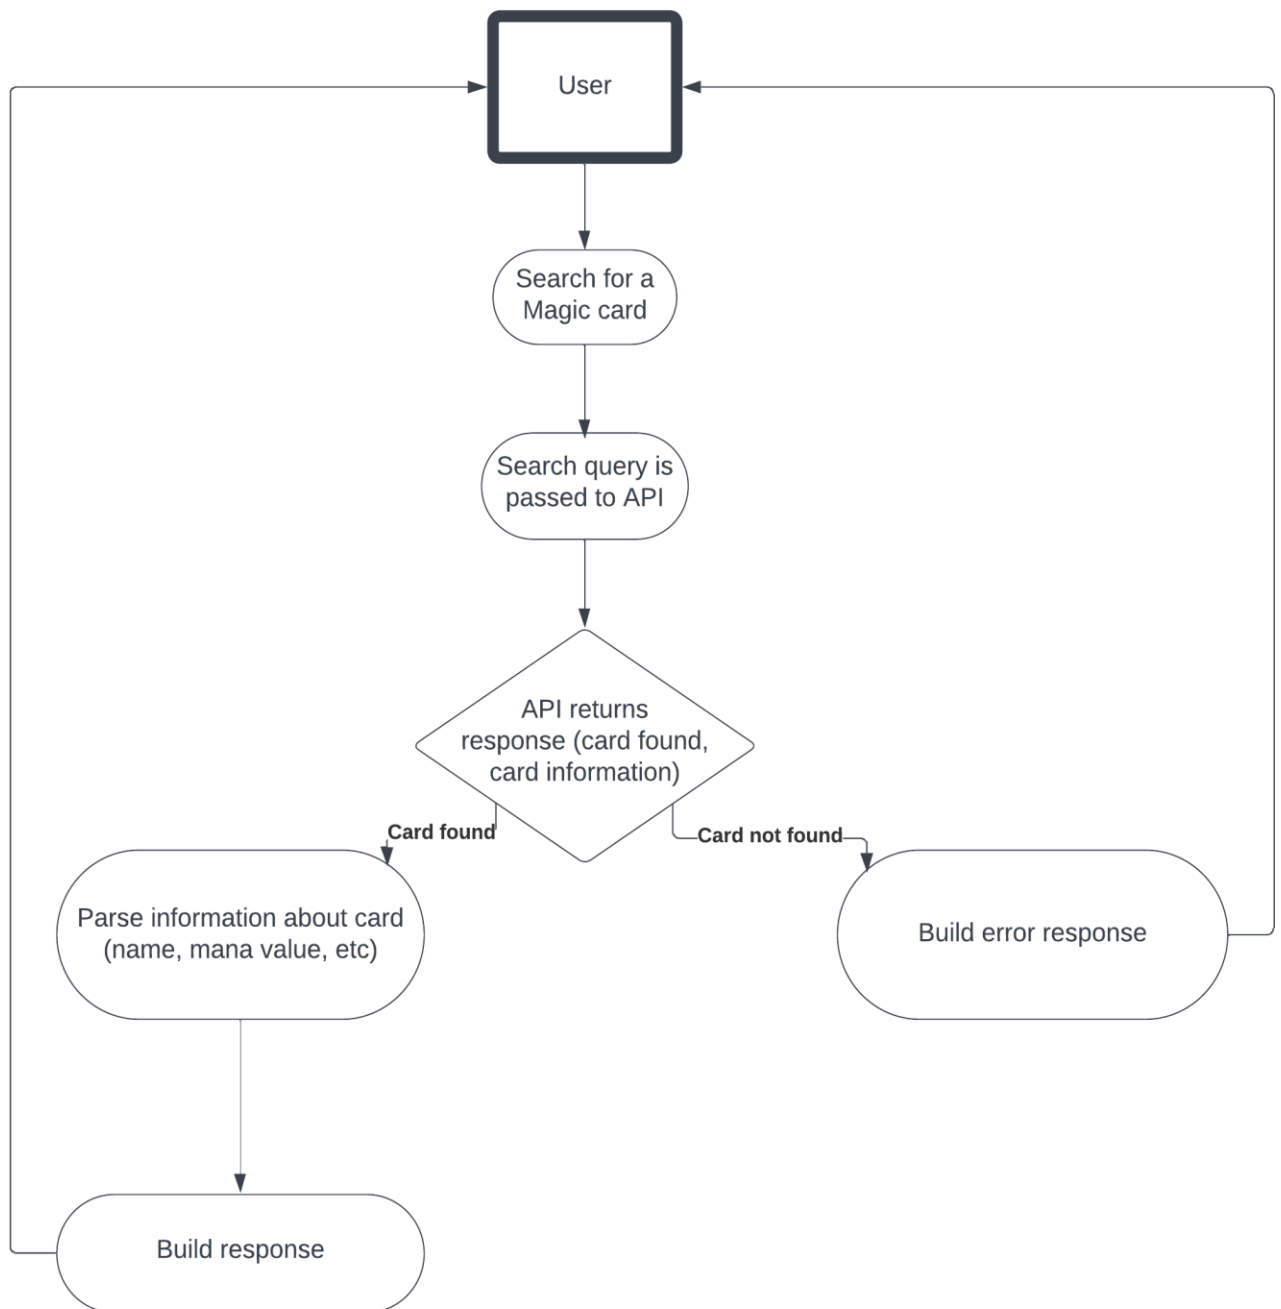 User
Search for a
Magic card
Search query is
passed to API
API returns
response (card found,
card information)
Card found
Card not found
Parse information about card
(name, mana value, etc)
Build error response
Build response